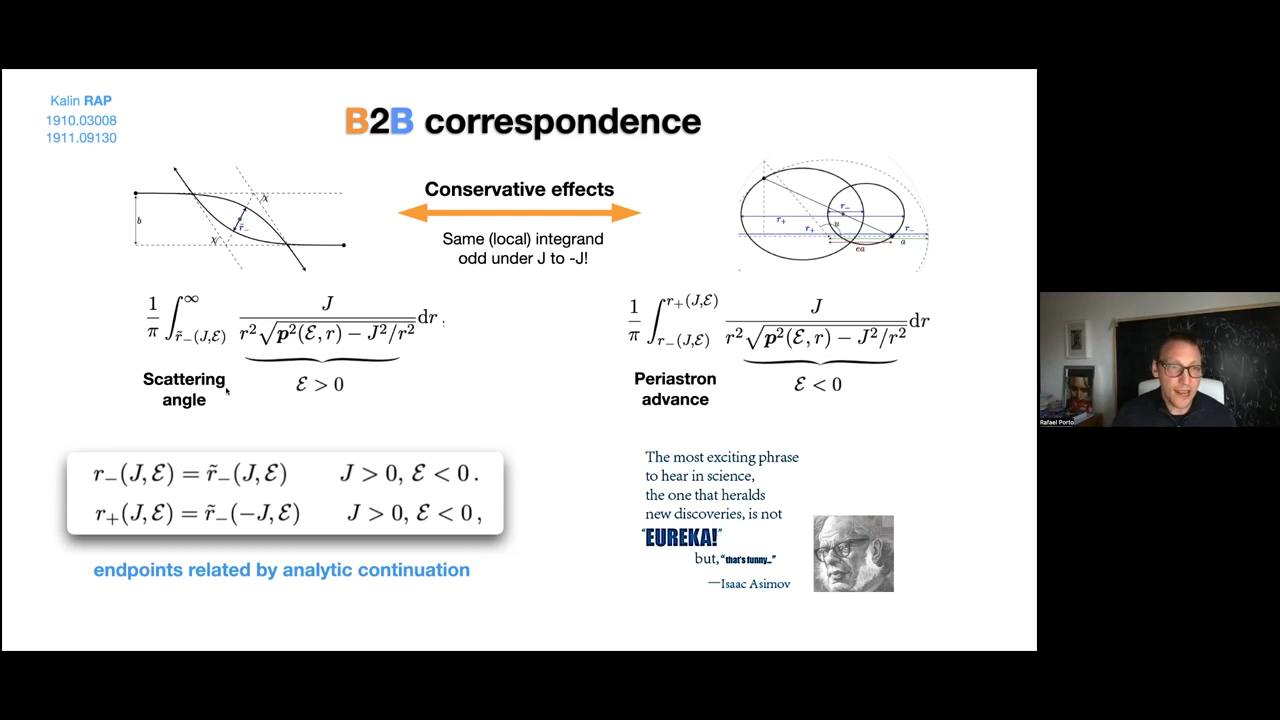 Kalin RAP
1910.03008
1911.09130
B2B correspondence
Conservative effects
Same (local) integrand
odd under J to -J!
b
χ
χ
r̃₋
r₋
r₊
r₊
r₋
ν
a
ea
1/π ∫_{r̃₋(J,ℰ)}^{∞} J / (r²√(p²(ℰ, r) − J²/r²)) dr
1/π ∫_{r₋(J,ℰ)}^{r₊(J,ℰ)} J / (r²√(p²(ℰ, r) − J²/r²)) dr
Scattering
angle
ℰ > 0
Periastron
advance
ℰ < 0
r₋(J, ℰ) = r̃₋(J, ℰ) J > 0, ℰ < 0 .
r₊(J, ℰ) = r̃₋(−J, ℰ) J > 0, ℰ < 0 ,
endpoints related by analytic continuation
The most exciting phrase
to hear in science,
the one that heralds
new discoveries, is not
“EUREKA!”
but, “that's funny...”
—Isaac Asimov
Rafael Porto